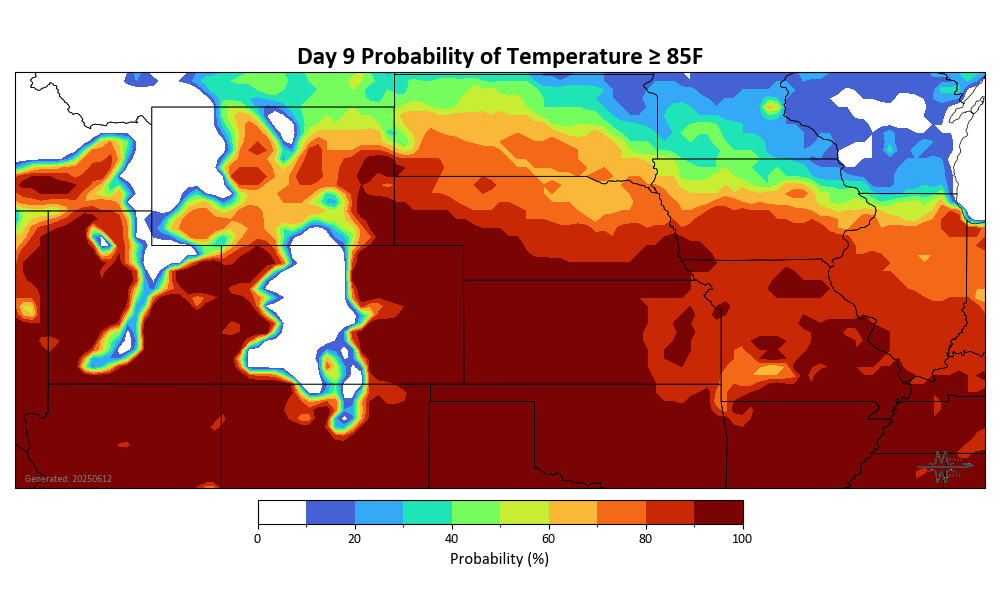 Day 9 Probability of Temperature ≥ 85F
Generated: 20250612
0 20 40 60 80 100
Probability (%)